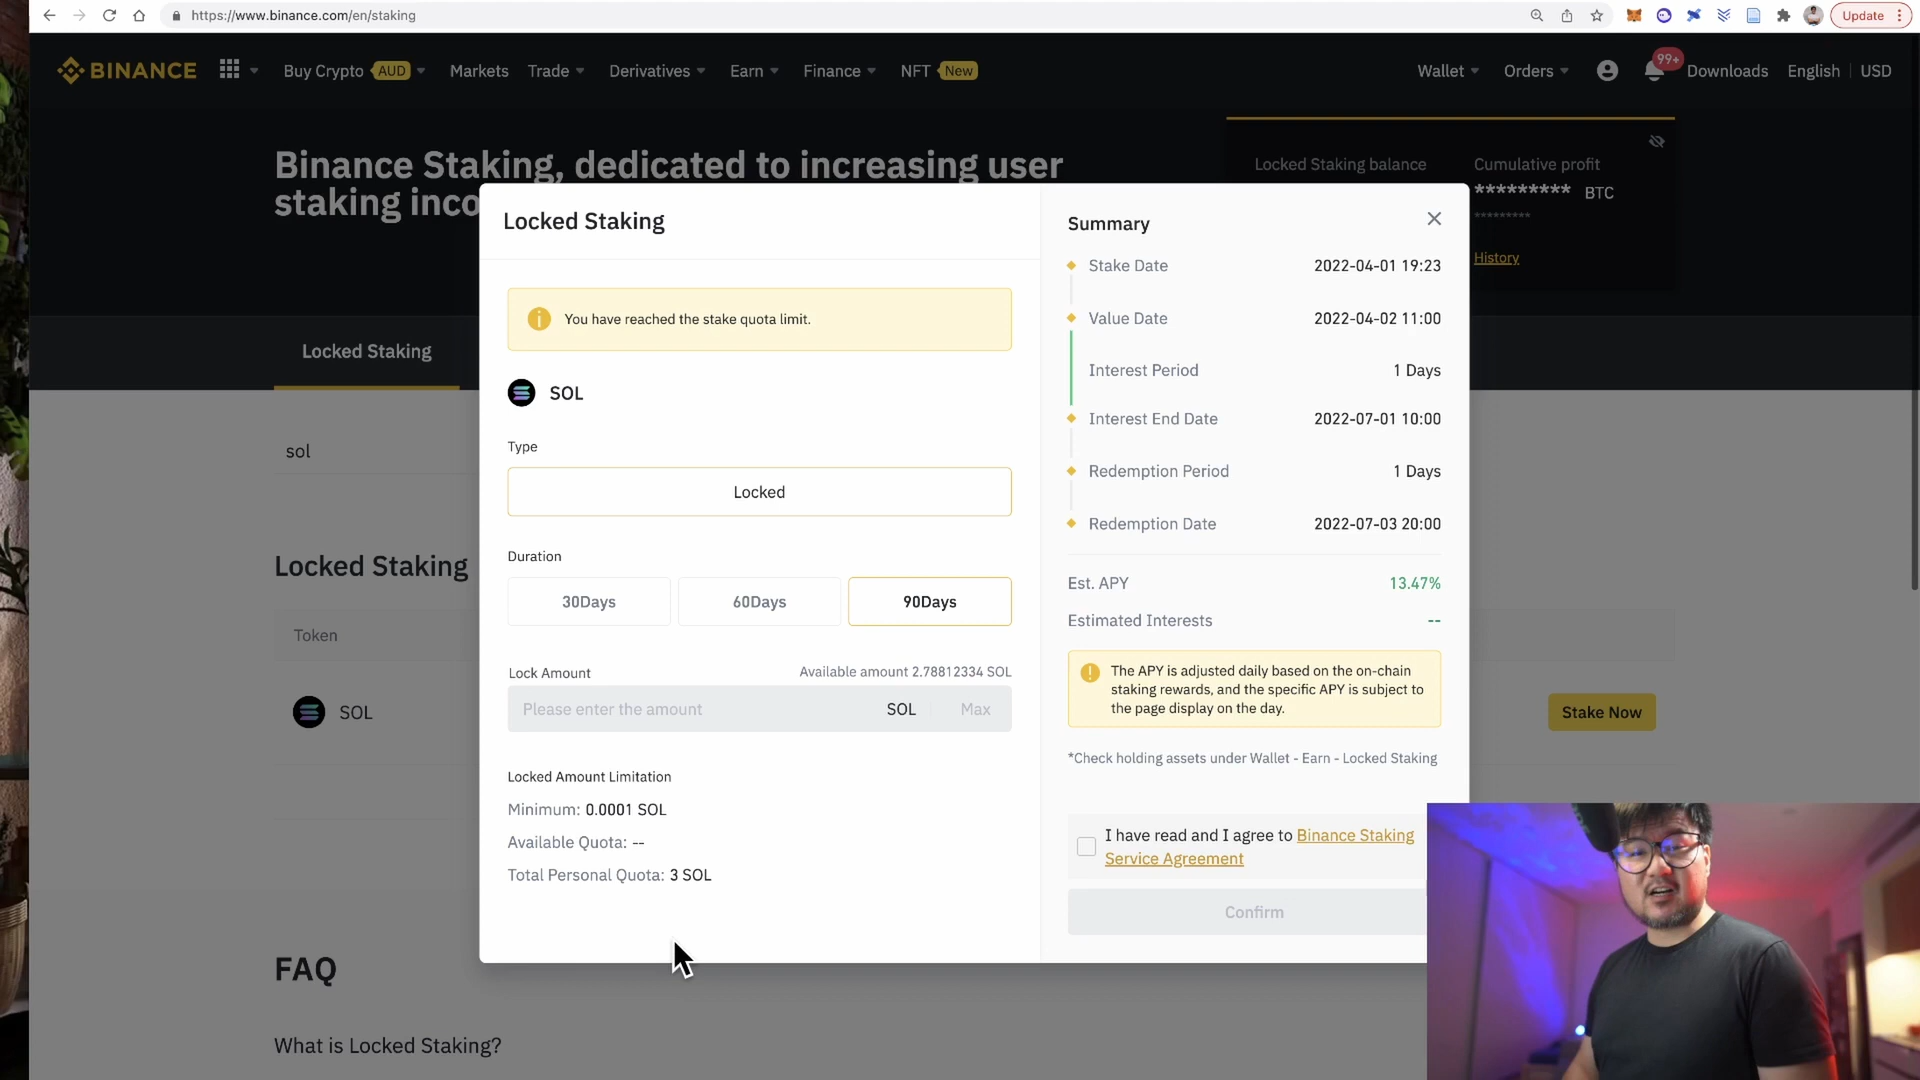 https://www.binance.com/en/staking
Update
BINANCE
Buy Crypto AUD
Markets
Trade
Derivatives
Earn
Finance
NFT New
Wallet
Orders
99+
Downloads
English
USD
Binance Staking, dedicated to increasing user
staking inco
Locked Staking balance
Cumulative profit
********* BTC
*********
History
Locked Staking
sol
Locked Staking
Token
SOL
Stake Now
FAQ
What is Locked Staking?
Locked Staking
You have reached the stake quota limit.
SOL
Type
Locked
Duration
30Days
60Days
90Days
Lock Amount
Available amount 2.78812334 SOL
Please enter the amount
SOL
Max
Locked Amount Limitation
Minimum: 0.0001 SOL
Available Quota: --
Total Personal Quota: 3 SOL
Summary
Stake Date 2022-04-01 19:23
Value Date 2022-04-02 11:00
Interest Period 1 Days
Interest End Date 2022-07-01 10:00
Redemption Period 1 Days
Redemption Date 2022-07-03 20:00
Est. APY 13.47%
Estimated Interests --
The APY is adjusted daily based on the on-chain
staking rewards, and the specific APY is subject to
the page display on the day.
*Check holding assets under Wallet - Earn - Locked Staking
I have read and I agree to Binance Staking
Service Agreement
Confirm